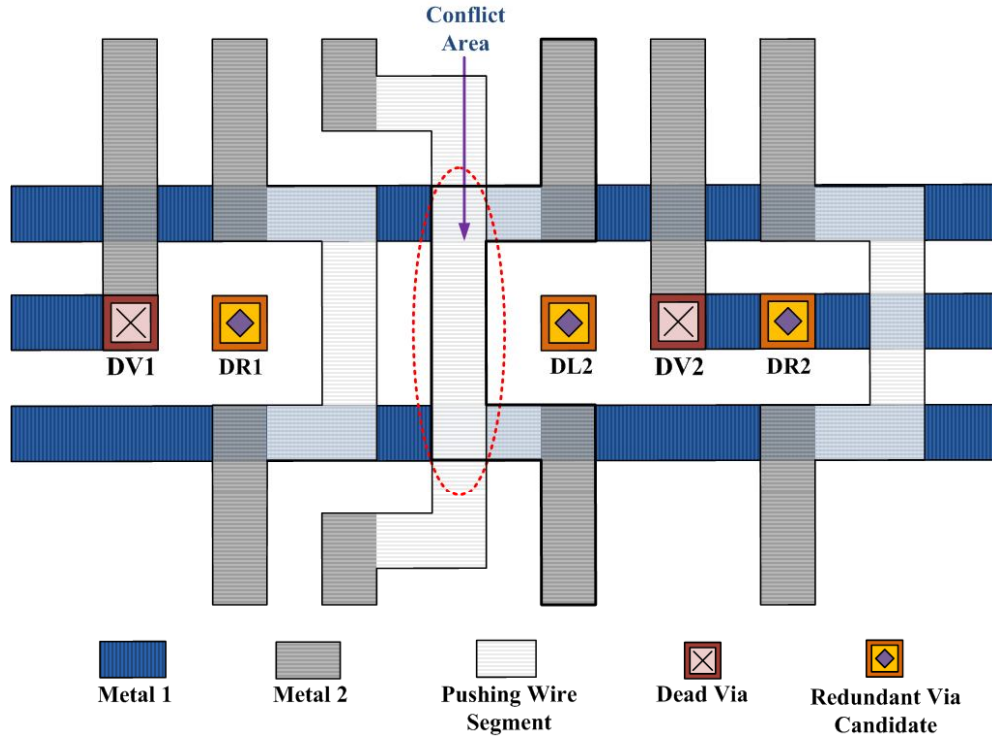 Conflict
Area
DV1
DR1
DL2
DV2
DR2
Metal 1
Metal 2
Pushing Wire
Segment
Dead Via
Redundant Via
Candidate